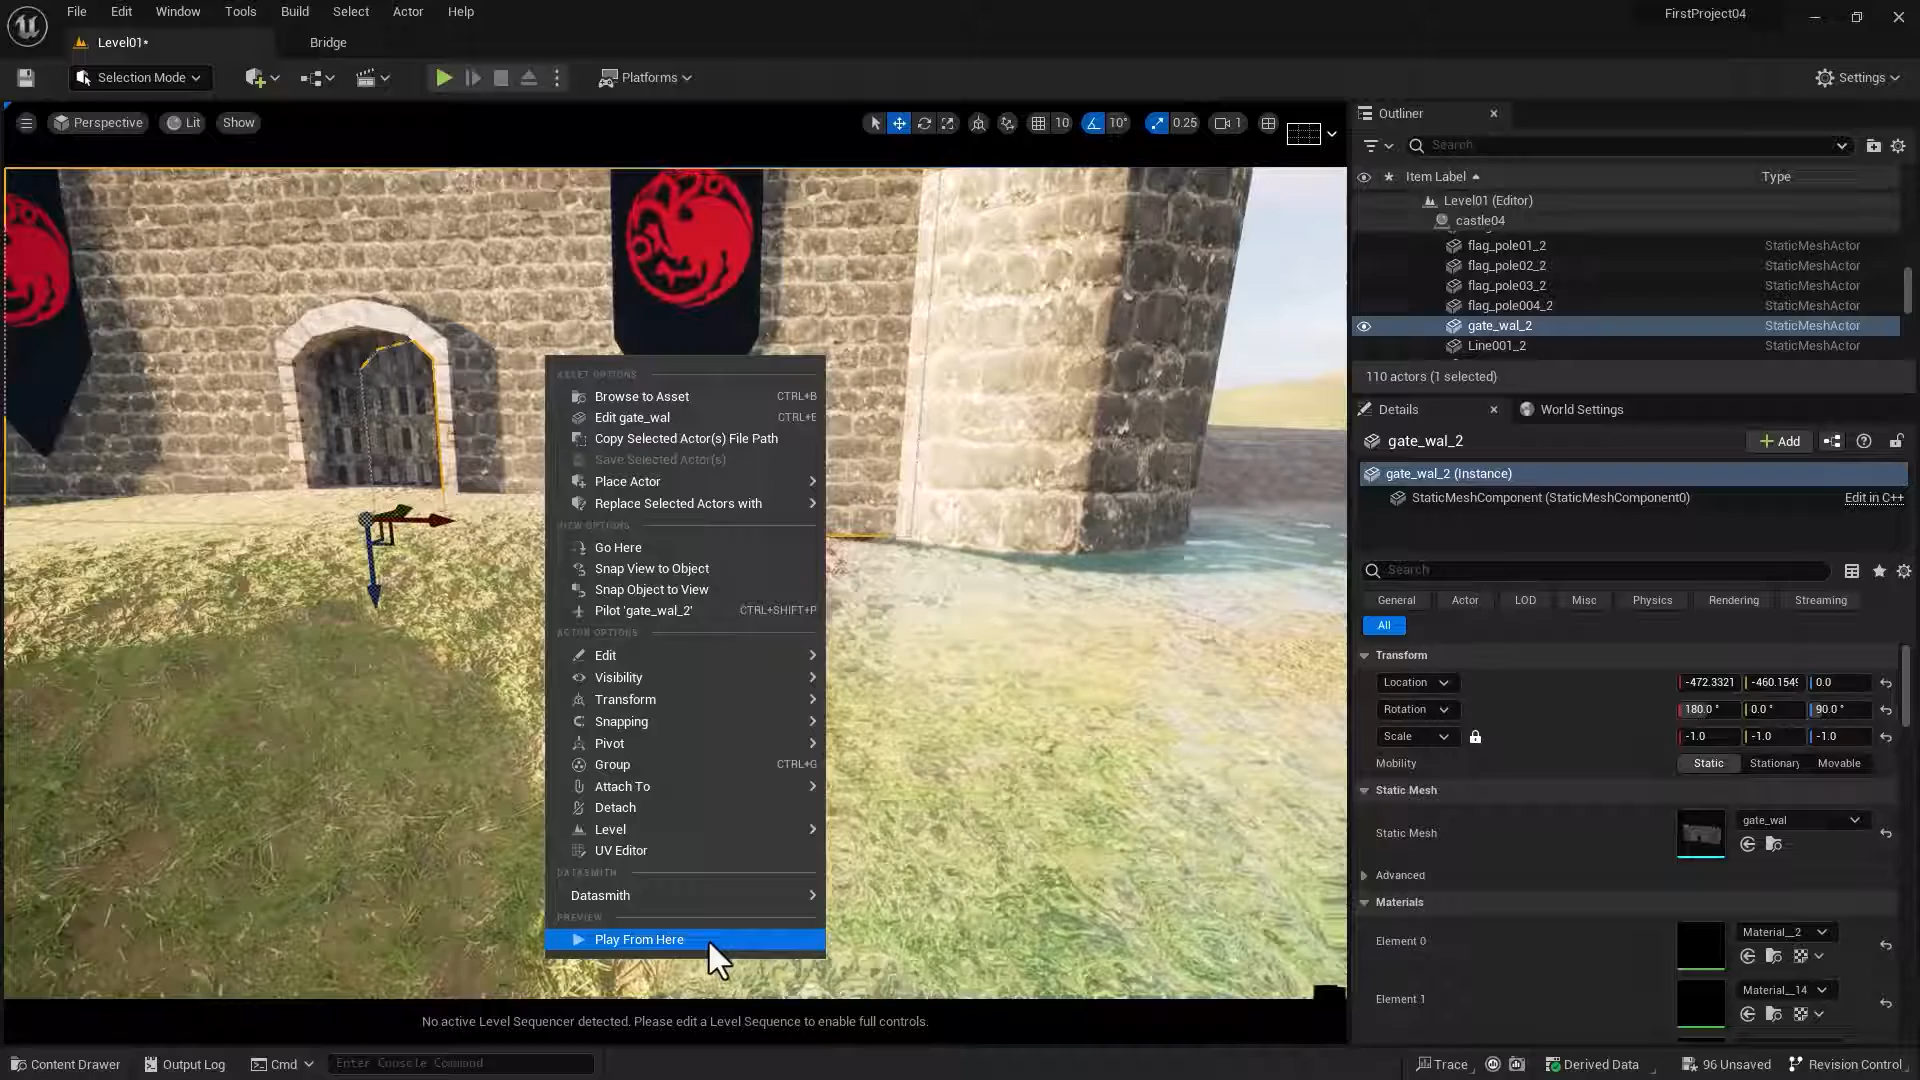 File Edit Window Tools Build Select Actor Help
FirstProject04
Level01*
Bridge
Selection Mode
Platforms
Settings
Perspective
Lit
Show
10
10°
0.25
1
Outliner
Search
Item Label
Type
Level01 (Editor)
castle04
flag_pole01_2 StaticMeshActor
flag_pole02_2 StaticMeshActor
flag_pole03_2 StaticMeshActor
flag_pole004_2 StaticMeshActor
gate_wal_2 StaticMeshActor
Line001_2 StaticMeshActor
110 actors (1 selected)
ASSET OPTIONS
Browse to Asset CTRL+B
Edit gate_wal CTRL+E
Copy Selected Actor(s) File Path
Save Selected Actor(s)
Place Actor
Replace Selected Actors with
VIEW OPTIONS
Go Here
Snap View to Object
Snap Object to View
Pilot 'gate_wal_2' CTRL+SHIFT+P
ACTOR OPTIONS
Edit
Visibility
Transform
Snapping
Pivot
Group CTRL+G
Attach To
Detach
Level
UV Editor
DATASMITH
Datasmith
PREVIEW
Play From Here
Details
World Settings
gate_wal_2
Add
gate_wal_2 (Instance)
StaticMeshComponent (StaticMeshComponent0) Edit in C++
Search
General Actor LOD Misc Physics Rendering Streaming
All
Transform
Location -472.3321 -460.1549 0.0
Rotation 180.0 ° 0.0 ° 90.0 °
Scale -1.0 -1.0 -1.0
Mobility Static Stationary Movable
Static Mesh
Static Mesh gate_wal
Advanced
Materials
Element 0 Material__2
Element 1 Material__14
No active Level Sequencer detected. Please edit a Level Sequence to enable full controls.
Content Drawer
Output Log
Cmd
Enter Console Command
Trace
Derived Data
96 Unsaved
Revision Control